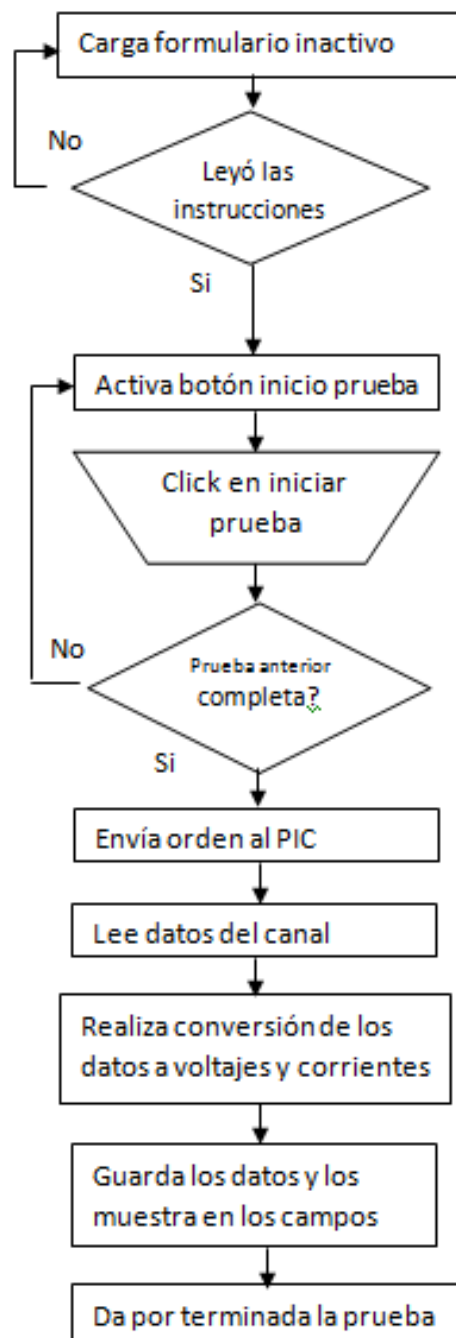 Carga formulario inactivo
No
Leyó las
instrucciones
Si
Activa botón inicio prueba
Click en iniciar
prueba
No
Prueba anterior
completa?
Si
Envía orden al PIC
Lee datos del canal
Realiza conversión de los
datos a voltajes y corrientes
Guarda los datos y los
muestra en los campos
Da por terminada la prueba